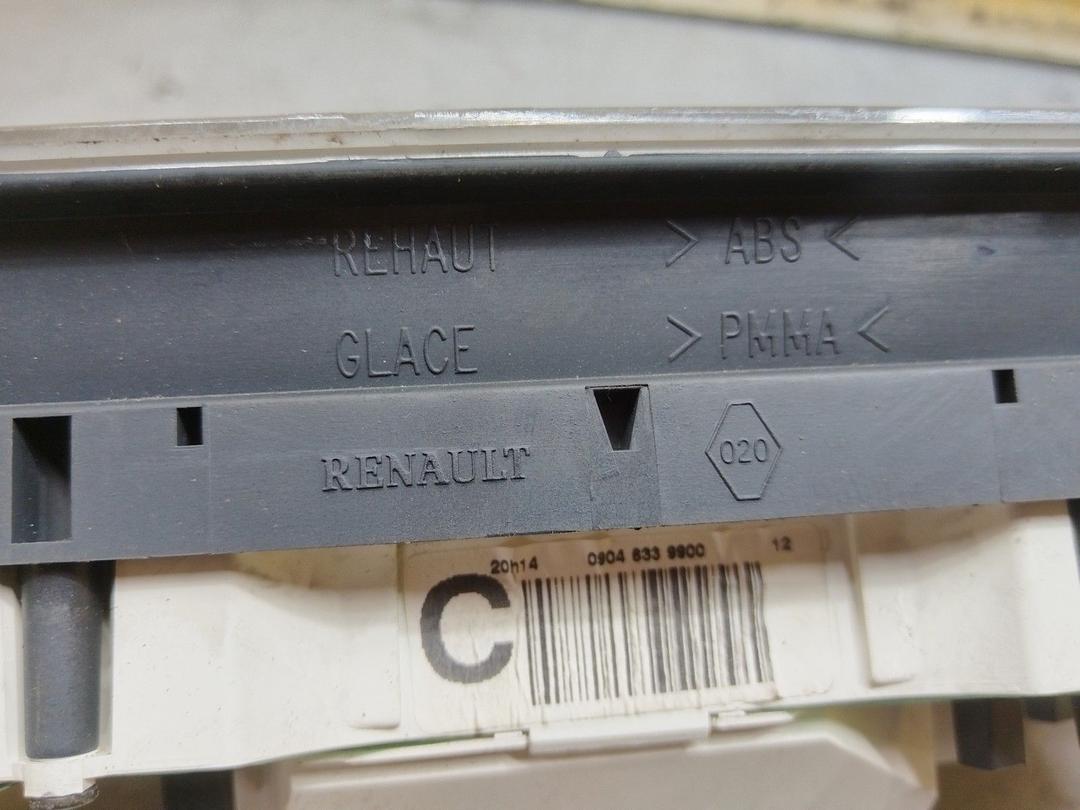 REHAUT > ABS <
GLACE > PMMA <
RENAULT 020
20h14 0904 633 9900 12
C